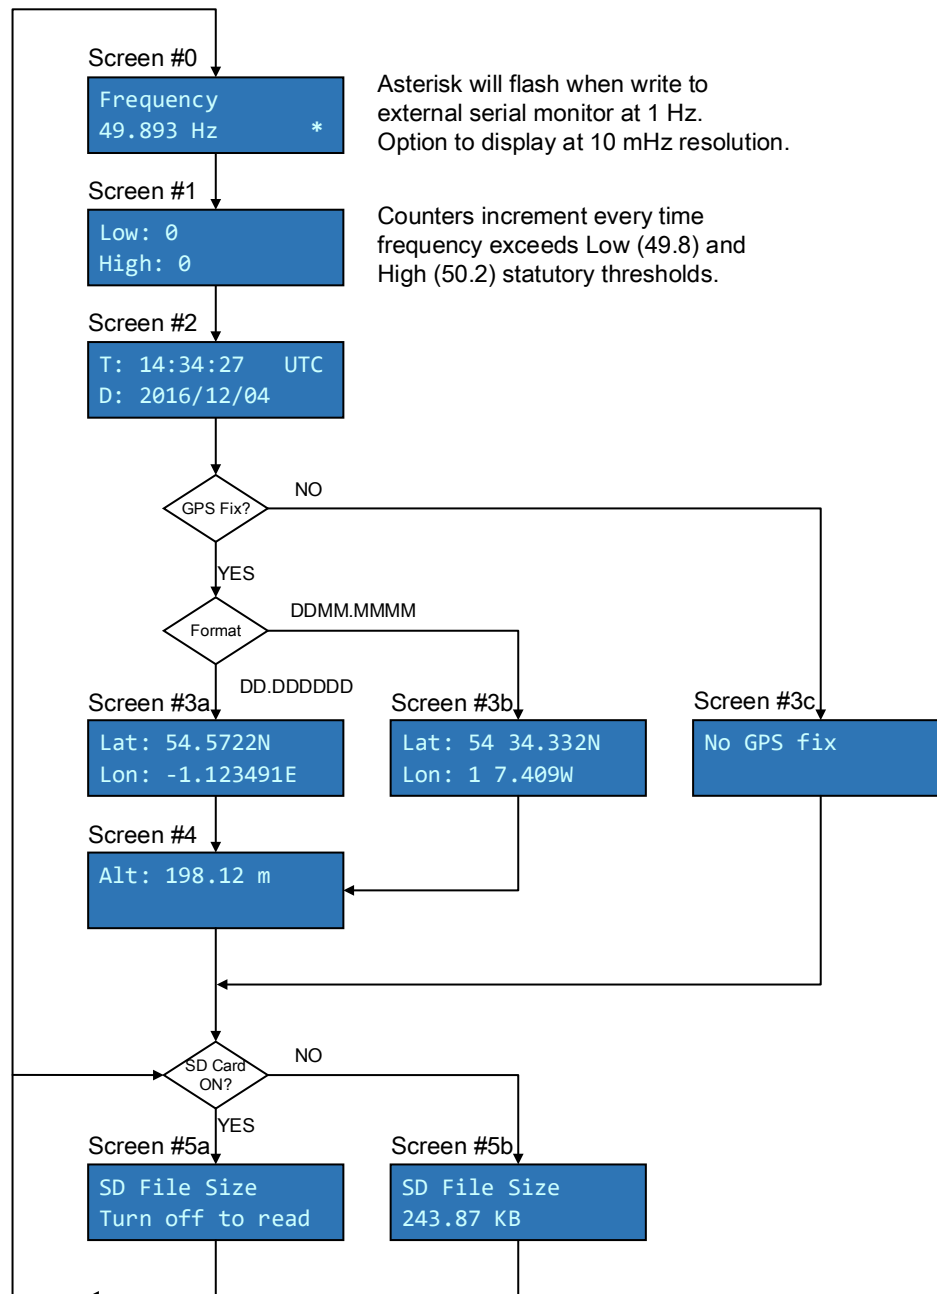 Screen #0
Frequency
49.893 Hz *
Asterisk will flash when write to
external serial monitor at 1 Hz.
Option to display at 10 mHz resolution.
Screen #1
Low: 0
High: 0
Counters increment every time
frequency exceeds Low (49.8) and
High (50.2) statutory thresholds.
Screen #2
T: 14:34:27 UTC
D: 2016/12/04
GPS Fix?
NO
YES
Format
DDMM.MMMM
DD.DDDDDD
Screen #3a
Lat: 54.5722N
Lon: -1.123491E
Screen #3b
Lat: 54 34.332N
Lon: 1 7.409W
Screen #3c
No GPS fix
Screen #4
Alt: 198.12 m
SD Card
ON?
NO
YES
Screen #5a
SD File Size
Turn off to read
Screen #5b
SD File Size
243.87 KB